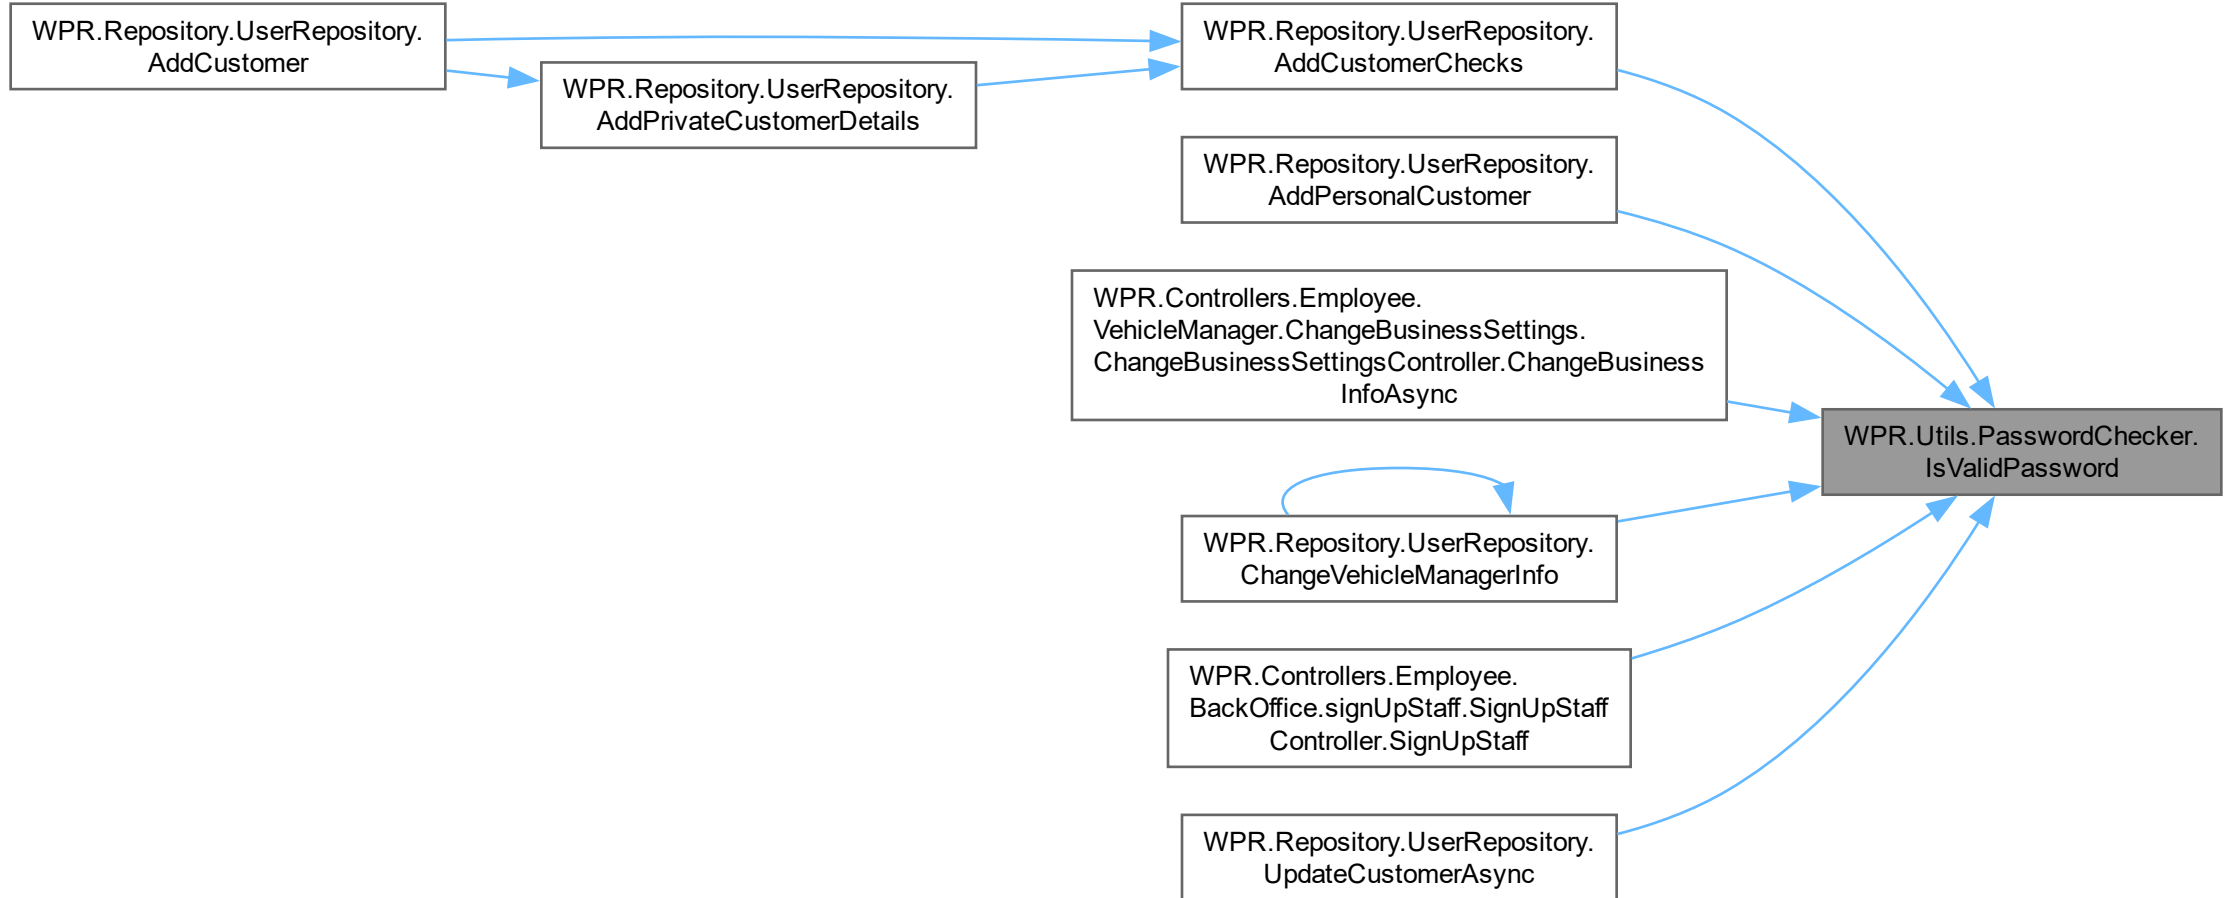 WPR.Repository.UserRepository.
AddCustomer
WPR.Repository.UserRepository.
AddPrivateCustomerDetails
WPR.Repository.UserRepository.
AddCustomerChecks
WPR.Repository.UserRepository.
AddPersonalCustomer
WPR.Controllers.Employee.
VehicleManager.ChangeBusinessSettings.
ChangeBusinessSettingsController.ChangeBusiness
InfoAsync
WPR.Repository.UserRepository.
ChangeVehicleManagerInfo
WPR.Controllers.Employee.
BackOffice.signUpStaff.SignUpStaff
Controller.SignUpStaff
WPR.Repository.UserRepository.
UpdateCustomerAsync
WPR.Utils.PasswordChecker.
IsValidPassword